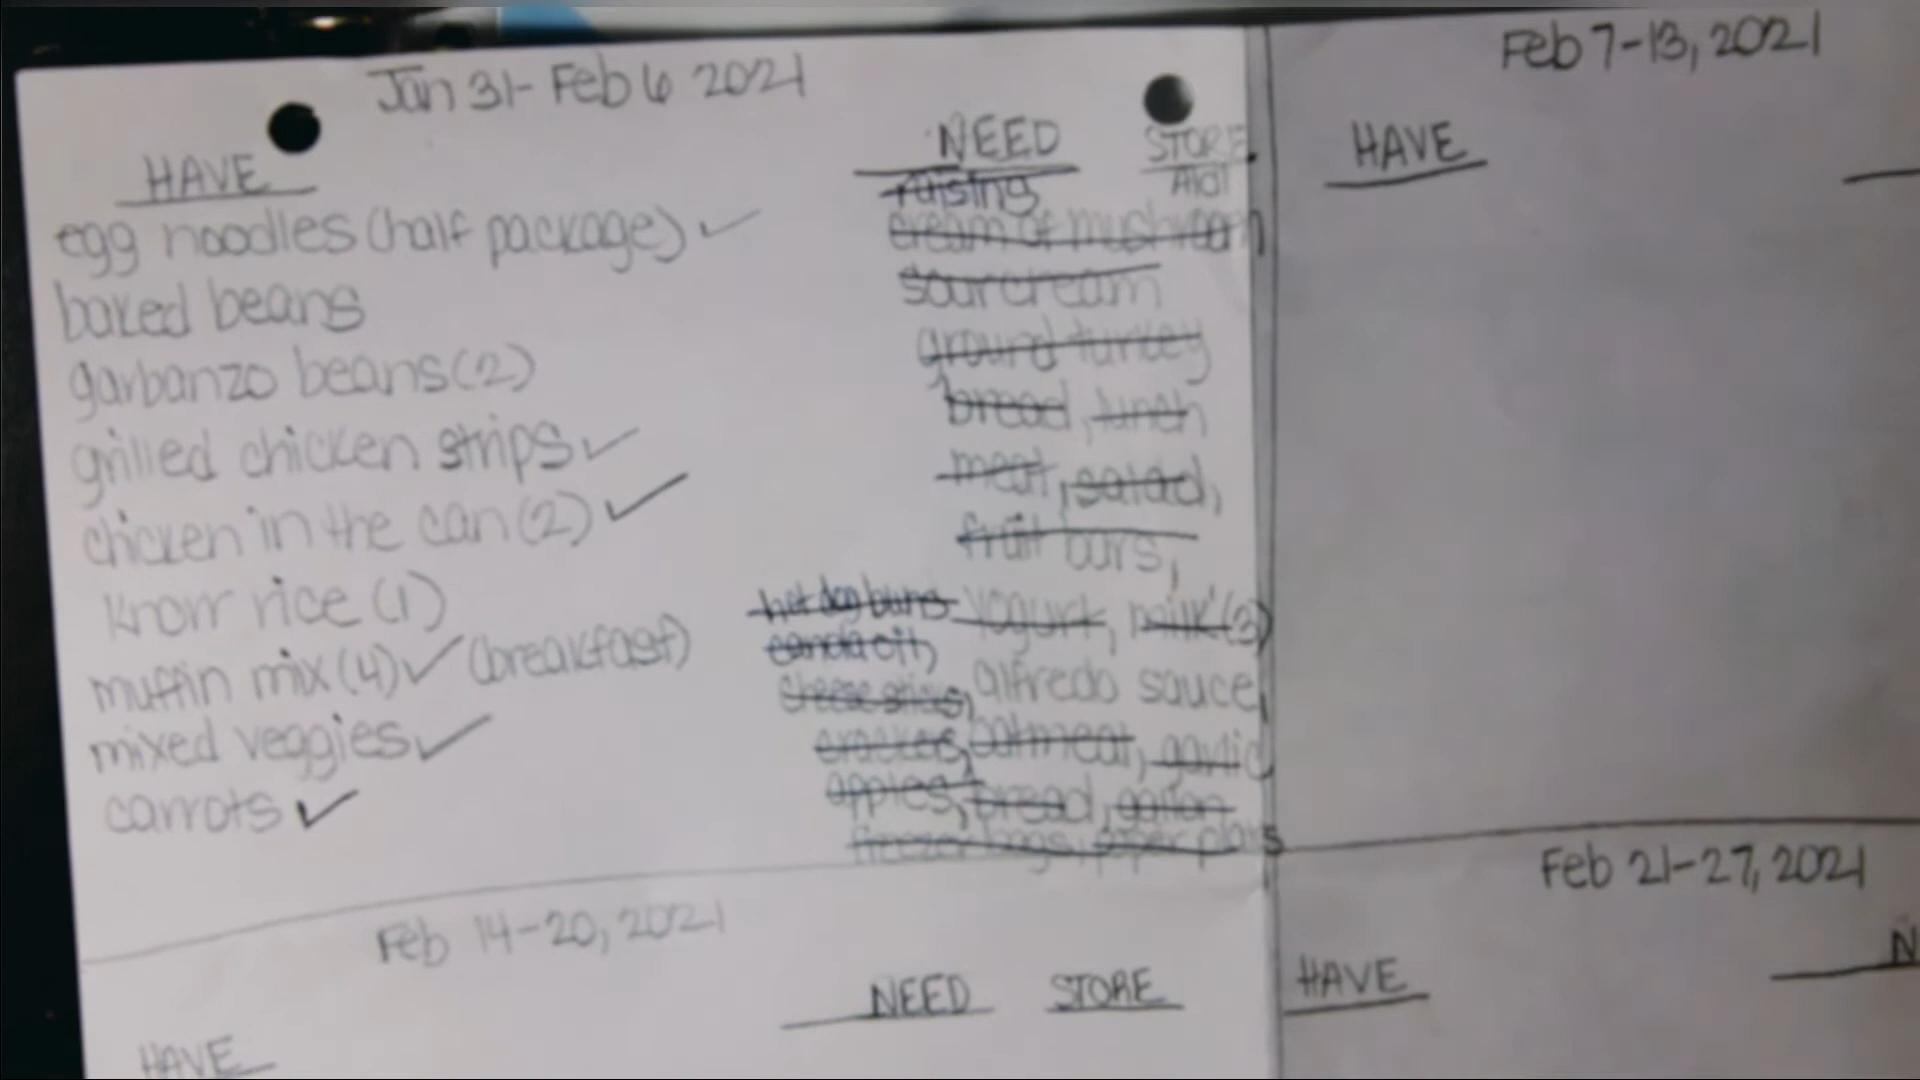 Jan 31- Feb 6 2021
HAVE
egg noodles (half package) ✓
baked beans
garbanzo beans (2)
grilled chicken strips ✓
chicken in the can (2) ✓
Knorr rice (1)
muffin mix (4) ✓ (breakfast)
mixed veggies ✓
carrots ✓
NEED
raising
cream of mushroom
sour cream
ground turkey
bread, lunch
meat, salad,
fruit bars,
hot dog buns Yogurt, milk (3)
canola oil,
cheese sticks, alfredo sauce,
crackers, oatmeal, garlic
apples, bread, gallon
freezer bags, paper plats
STORE
Aldi
Feb 7-13, 2021
HAVE
Feb 14-20, 2021
HAVE
NEED
STORE
Feb 21-27, 2021
HAVE
N